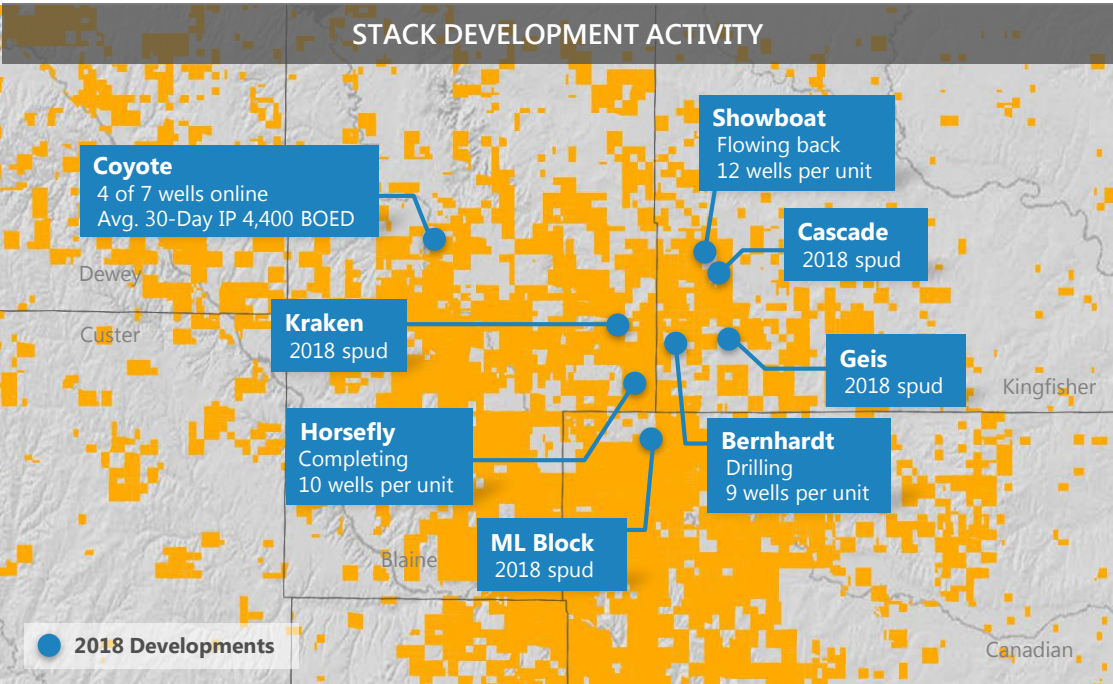 STACK DEVELOPMENT ACTIVITY
Showboat
Flowing back
12 wells per unit
Coyote
4 of 7 wells online
Avg. 30-Day IP 4,400 BOED
Cascade
2018 spud
Dewey
Custer
Kraken
2018 spud
Geis
2018 spud
Kingfisher
Horsefly
Completing
10 wells per unit
Bernhardt
Drilling
9 wells per unit
ML Block
2018 spud
Blaine
2018 Developments
Canadian